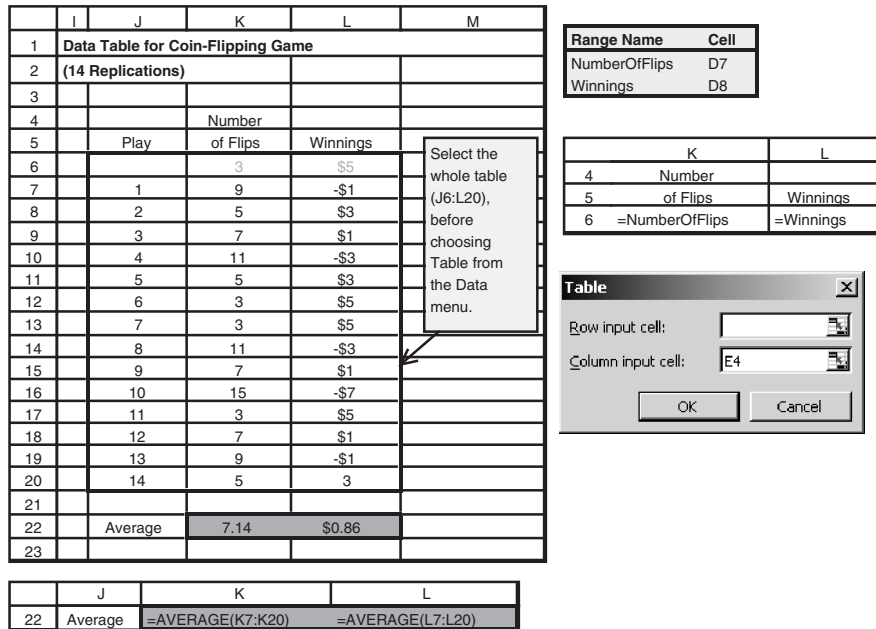 I J K L M
1 Data Table for Coin-Flipping Game
2 (14 Replications)
3
4 Number
5 Play of Flips Winnings
6 3 $5
7 1 9 -$1
8 2 5 $3
9 3 7 $1
10 4 11 -$3
11 5 5 $3
12 6 3 $5
13 7 3 $5
14 8 11 -$3
15 9 7 $1
16 10 15 -$7
17 11 3 $5
18 12 7 $1
19 13 9 -$1
20 14 5 3
21
22 Average 7.14 $0.86
23
Select the
whole table
(J6:L20),
before
choosing
Table from
the Data
menu.
Range Name Cell
NumberOfFlips D7
Winnings D8
K L
4 Number
5 of Flips Winnings
6 =NumberOfFlips =Winnings
Table
Row input cell:
Column input cell: E4
OK Cancel
J K L
22 Average =AVERAGE(K7:K20) =AVERAGE(L7:L20)